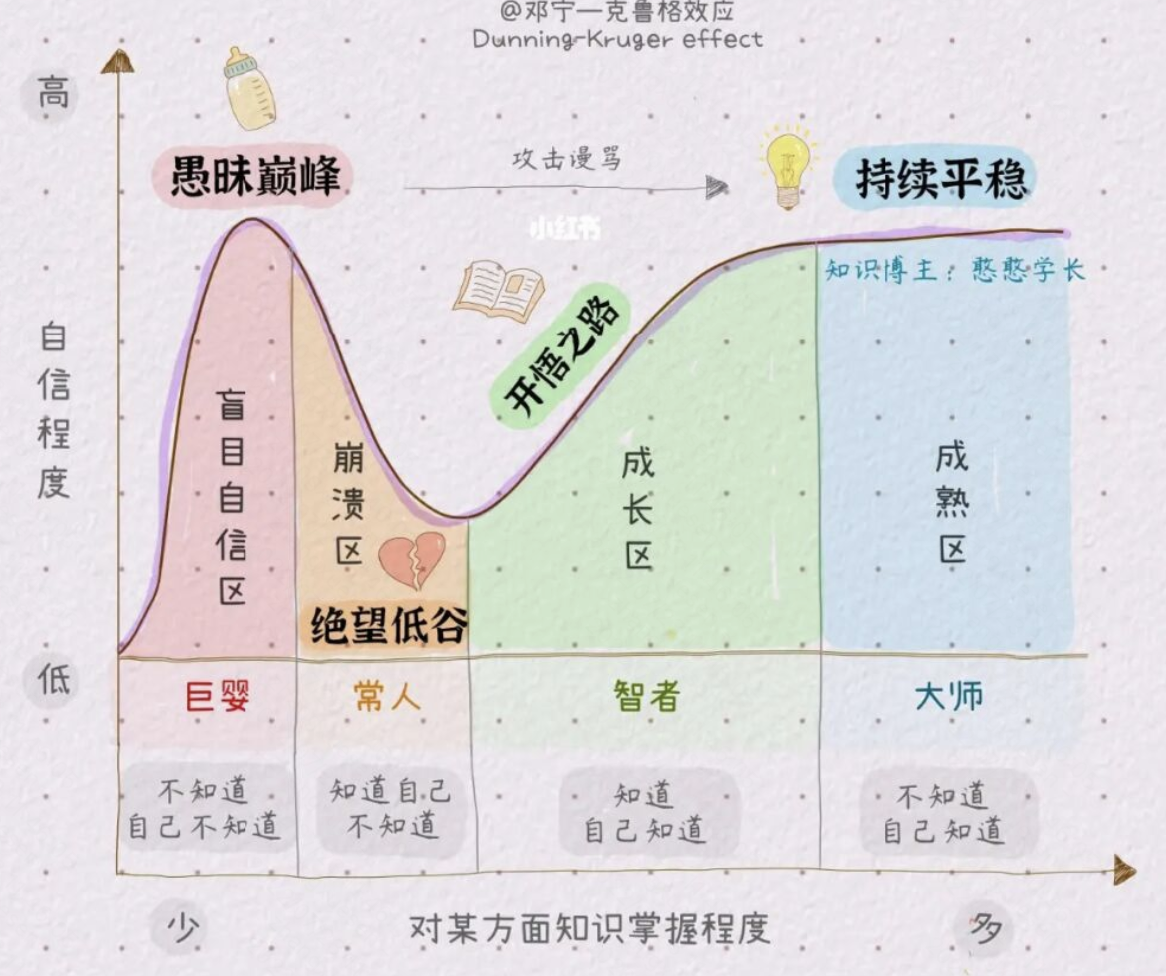 @邓宁—克鲁格效应
Dunning-Kruger effect
高
愚昧巅峰
攻击谩骂
持续平稳
小红书
知识博主：憨憨学长
开悟之路
自信程度
盲目自信区
崩溃区
成长区
成熟区
绝望低谷
低
巨婴
常人
智者
大师
不知道
自己不知道
知道自己
不知道
知道
自己知道
不知道
自己知道
少
对某方面知识掌握程度
多